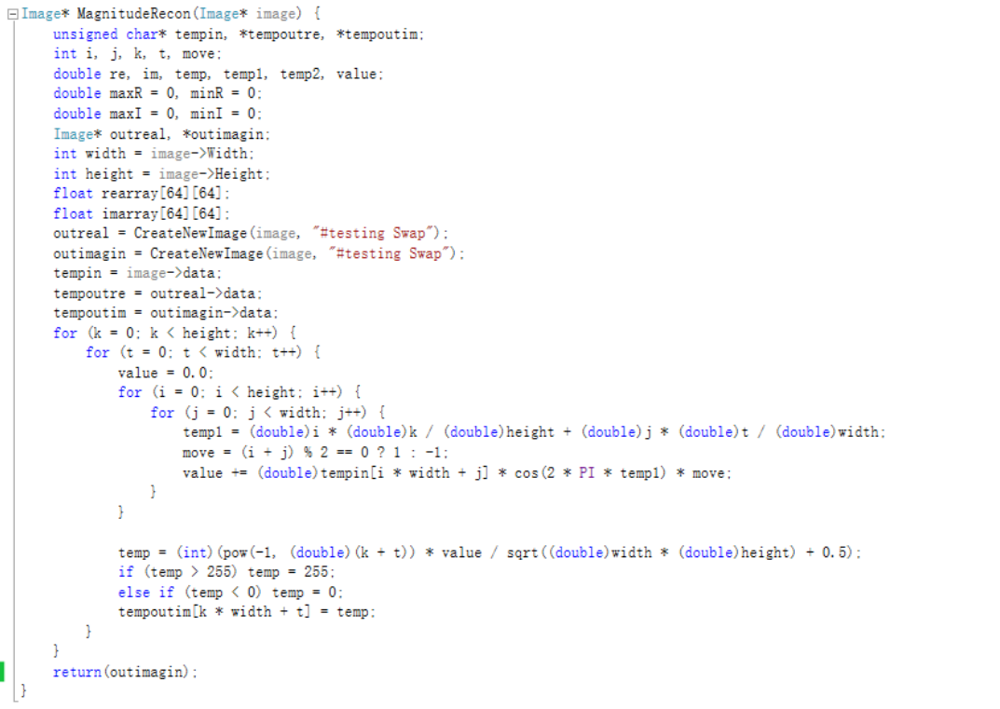 Image* MagnitudeRecon(Image* image) {
    unsigned char* tempin, *tempoutre, *tempoutim;
    int i, j, k, t, move;
    double re, im, temp, temp1, temp2, value;
    double maxR = 0, minR = 0;
    double maxI = 0, minI = 0;
    Image* outreal, *outimagin;
    int width = image->Width;
    int height = image->Height;
    float rearray[64][64];
    float imarray[64][64];
    outreal = CreateNewImage(image, "#testing Swap");
    outimagin = CreateNewImage(image, "#testing Swap");
    tempin = image->data;
    tempoutre = outreal->data;
    tempoutim = outimagin->data;
    for (k = 0; k < height; k++) {
        for (t = 0; t < width; t++) {
            value = 0.0;
            for (i = 0; i < height; i++) {
                for (j = 0; j < width; j++) {
                    temp1 = (double)i * (double)k / (double)height + (double)j * (double)t / (double)width;
                    move = (i + j) % 2 == 0 ? 1 : -1;
                    value += (double)tempin[i * width + j] * cos(2 * PI * temp1) * move;
                }
            }

            temp = (int)(pow(-1, (double)(k + t)) * value / sqrt((double)width * (double)height) + 0.5);
            if (temp > 255) temp = 255;
            else if (temp < 0) temp = 0;
            tempoutim[k * width + t] = temp;
        }
    }
    return(outimagin);
}